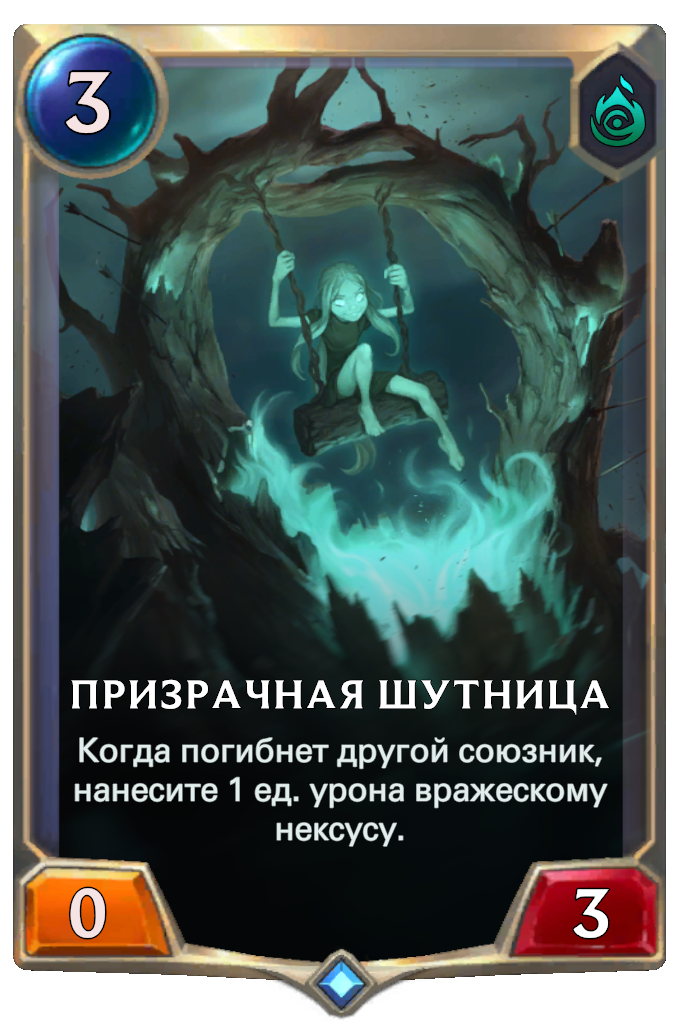 3
ПРИЗРАЧНАЯ ШУТНИЦА
Когда погибнет другой союзник,
нанесите 1 ед. урона вражескому
нексусу.
0
3